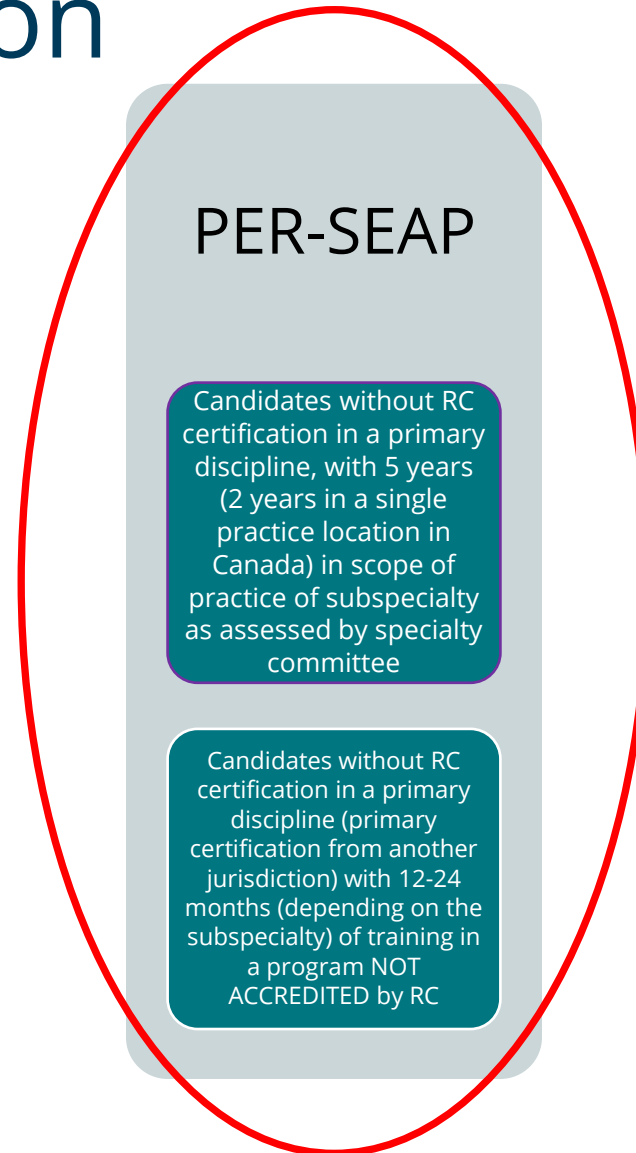 on
PER-SEAP
Candidates without RC
certification in a primary
discipline, with 5 years
(2 years in a single
practice location in
Canada) in scope of
practice of subspecialty
as assessed by specialty
committee
Candidates without RC
certification in a primary
discipline (primary
certification from another
jurisdiction) with 12-24
months (depending on the
subspecialty) of training in
a program NOT
ACCREDITED by RC